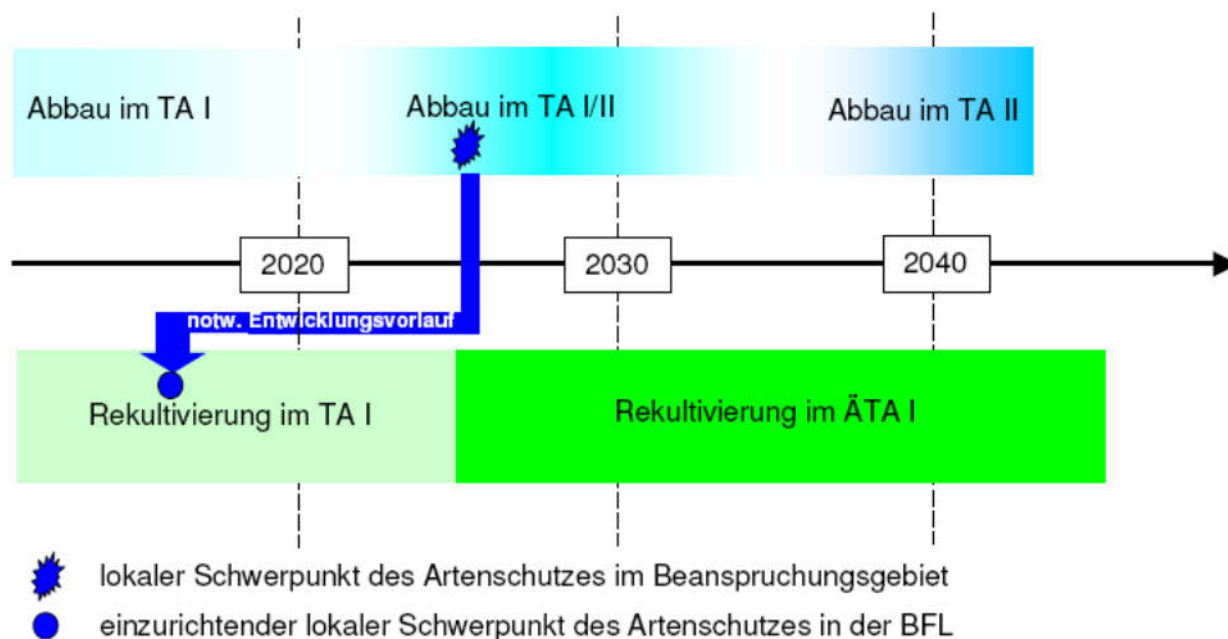 Abbau im TA I
Abbau im TA I/II
Abbau im TA II
2020
2030
2040
notw. Entwicklungsvorlauf
Rekultivierung im TA I
Rekultivierung im ÄTA I
lokaler Schwerpunkt des Artenschutzes im Beanspruchungsgebiet
einzurichtender lokaler Schwerpunkt des Artenschutzes in der BFL